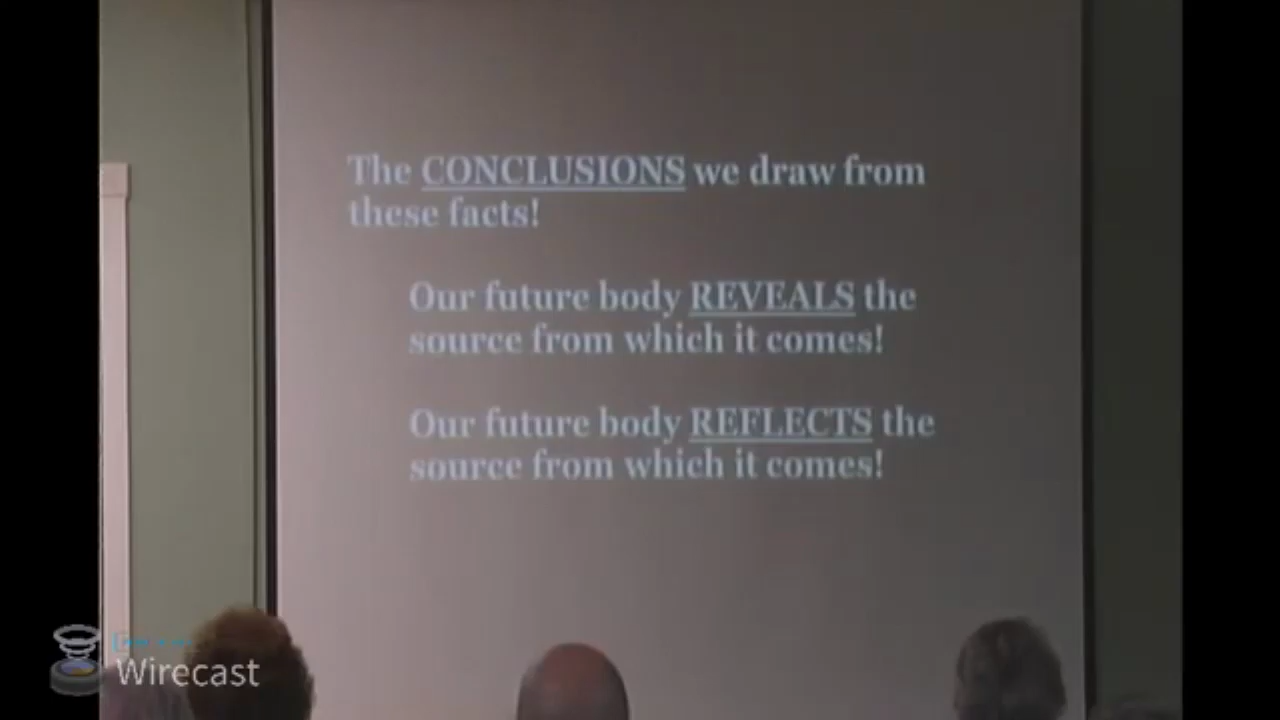 The CONCLUSIONS we draw from
these facts!
Our future body REVEALS the
source from which it comes!
Our future body REFLECTS the
source from which it comes!
Wirecast